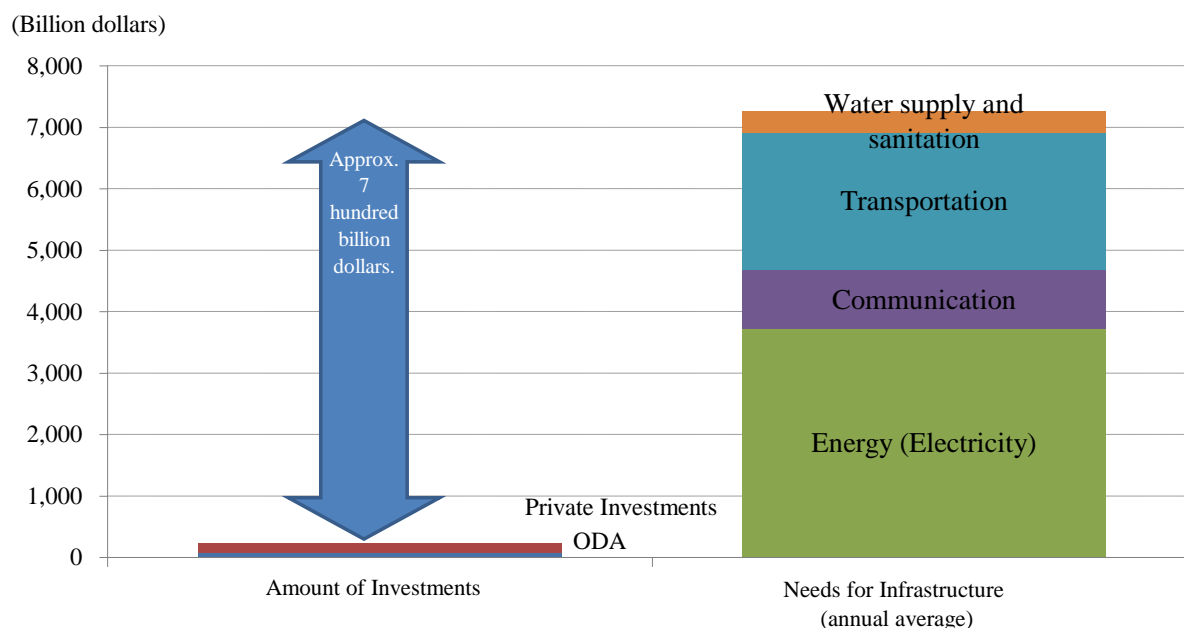 (Billion dollars)
8,000
7,000
6,000
5,000
4,000
3,000
2,000
1,000
0
Approx.
7
hundred
billion
dollars.
Water supply and
sanitation
Transportation
Communication
Energy (Electricity)
Private Investments
ODA
Amount of Investments
Needs for Infrastructure
(annual average)